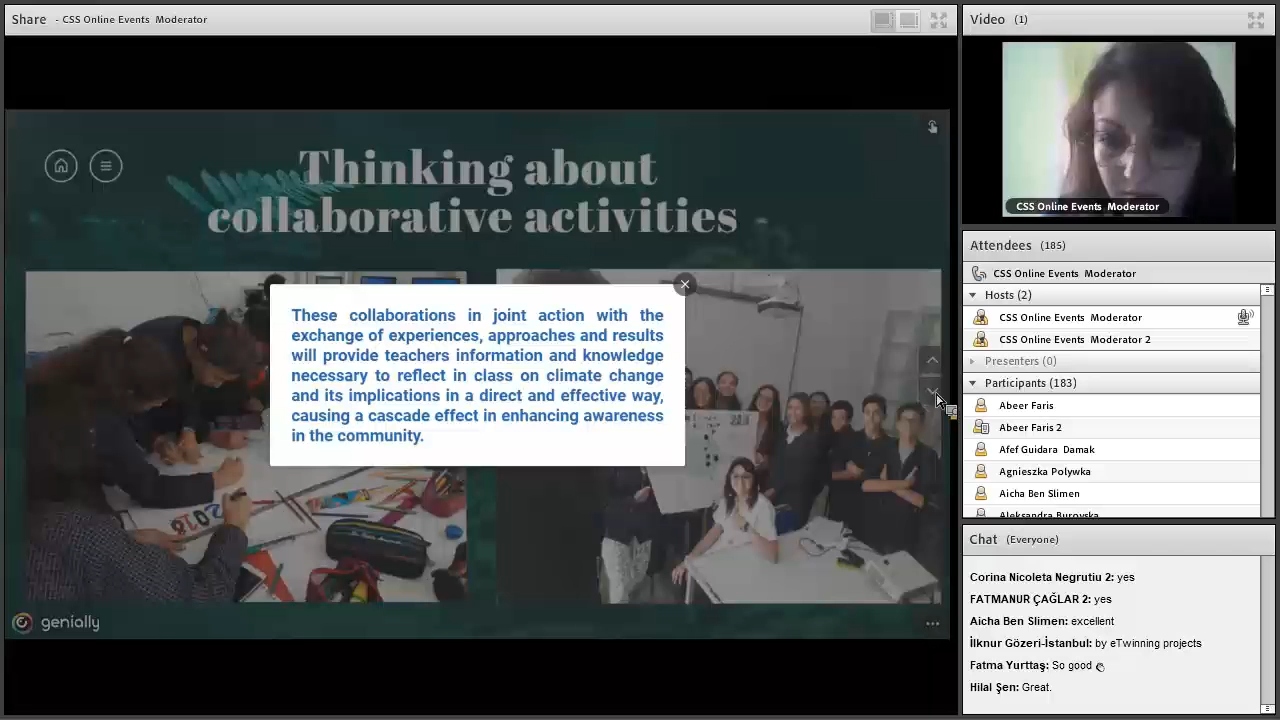 Share - CSS Online Events Moderator
Thinking about
collaborative activities
These collaborations in joint action with the
exchange of experiences, approaches and results
will provide teachers information and knowledge
necessary to reflect in class on climate change
and its implications in a direct and effective way,
causing a cascade effect in enhancing awareness
in the community.
2018
genially
Video (1)
CSS Online Events Moderator
Attendees (185)
CSS Online Events Moderator
Hosts (2)
CSS Online Events Moderator
CSS Online Events Moderator 2
Presenters (0)
Participants (183)
Abeer Faris
Abeer Faris 2
Afef Guidara Damak
Agnieszka Polywka
Aicha Ben Slimen
Aleksandra Burovska
Chat (Everyone)
Corina Nicoleta Negrutiu 2: yes
FATMANUR ÇAĞLAR 2: yes
Aicha Ben Slimen: excellent
İlknur Gözeri-İstanbul: by eTwinning projects
Fatma Yurttaş: So good
Hilal Şen: Great.